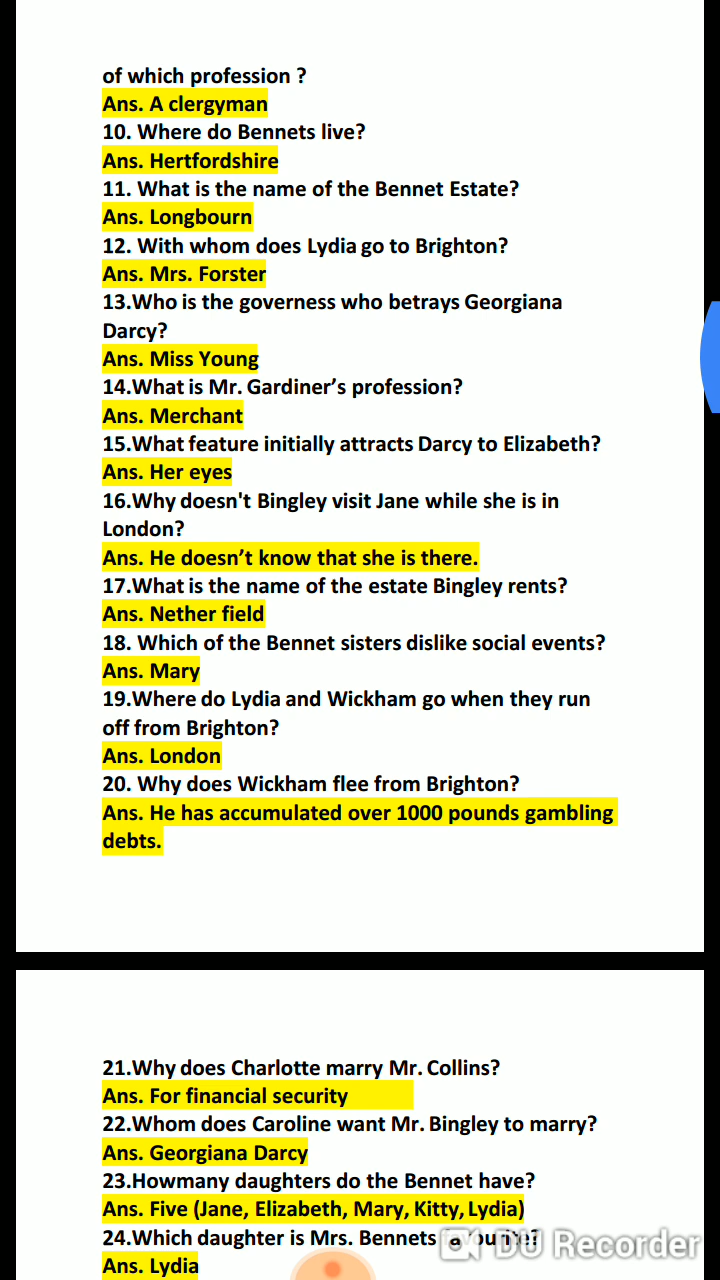 of which profession ?
Ans. A clergyman
10. Where do Bennets live?
Ans. Hertfordshire
11. What is the name of the Bennet Estate?
Ans. Longbourn
12. With whom does Lydia go to Brighton?
Ans. Mrs. Forster
13.Who is the governess who betrays Georgiana
Darcy?
Ans. Miss Young
14.What is Mr. Gardiner’s profession?
Ans. Merchant
15.What feature initially attracts Darcy to Elizabeth?
Ans. Her eyes
16.Why doesn't Bingley visit Jane while she is in
London?
Ans. He doesn’t know that she is there.
17.What is the name of the estate Bingley rents?
Ans. Nether field
18. Which of the Bennet sisters dislike social events?
Ans. Mary
19.Where do Lydia and Wickham go when they run
off from Brighton?
Ans. London
20. Why does Wickham flee from Brighton?
Ans. He has accumulated over 1000 pounds gambling
debts.
21.Why does Charlotte marry Mr. Collins?
Ans. For financial security
22.Whom does Caroline want Mr. Bingley to marry?
Ans. Georgiana Darcy
23.Howmany daughters do the Bennet have?
Ans. Five (Jane, Elizabeth, Mary, Kitty, Lydia)
24.Which daughter is Mrs. Bennets favourite?
DU Recorder
Ans. Lydia